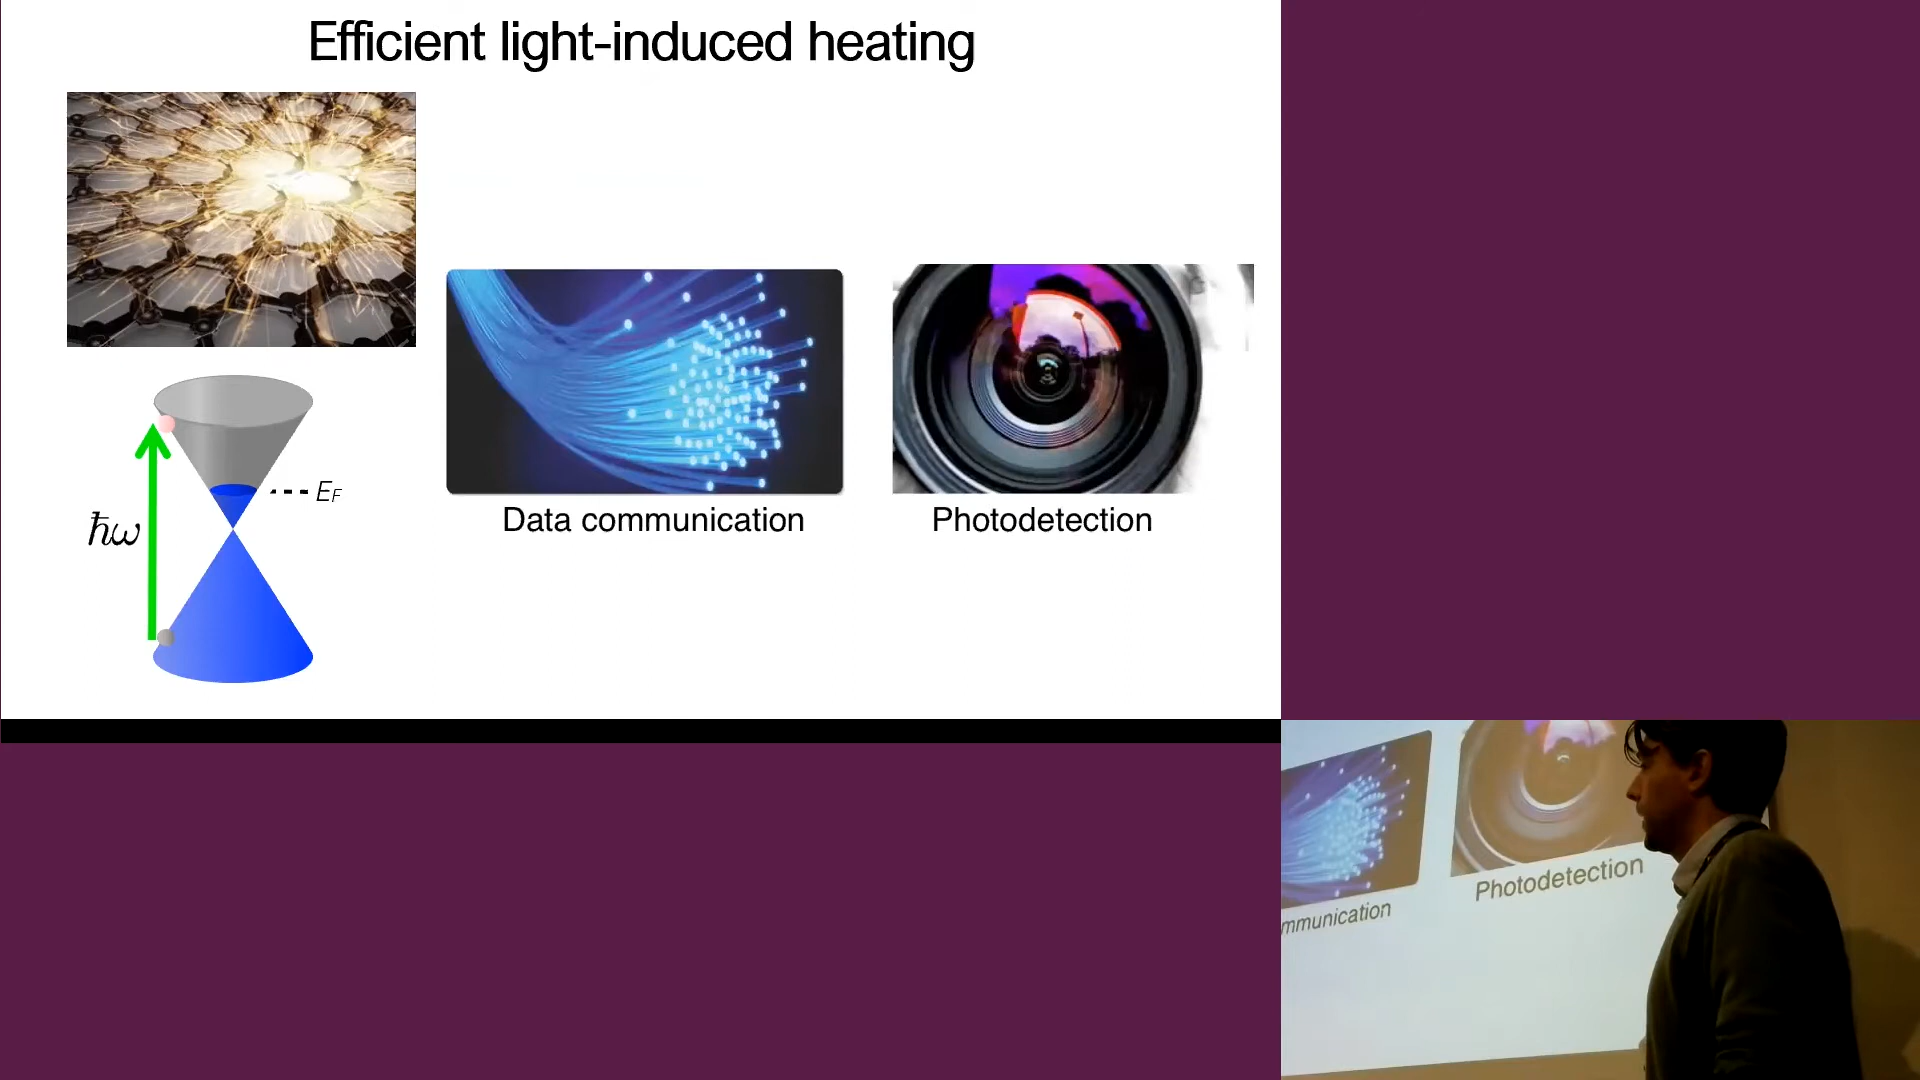 Efficient light-induced heating
E_F
ħω
Data communication
Photodetection
mmunication
Photodetection